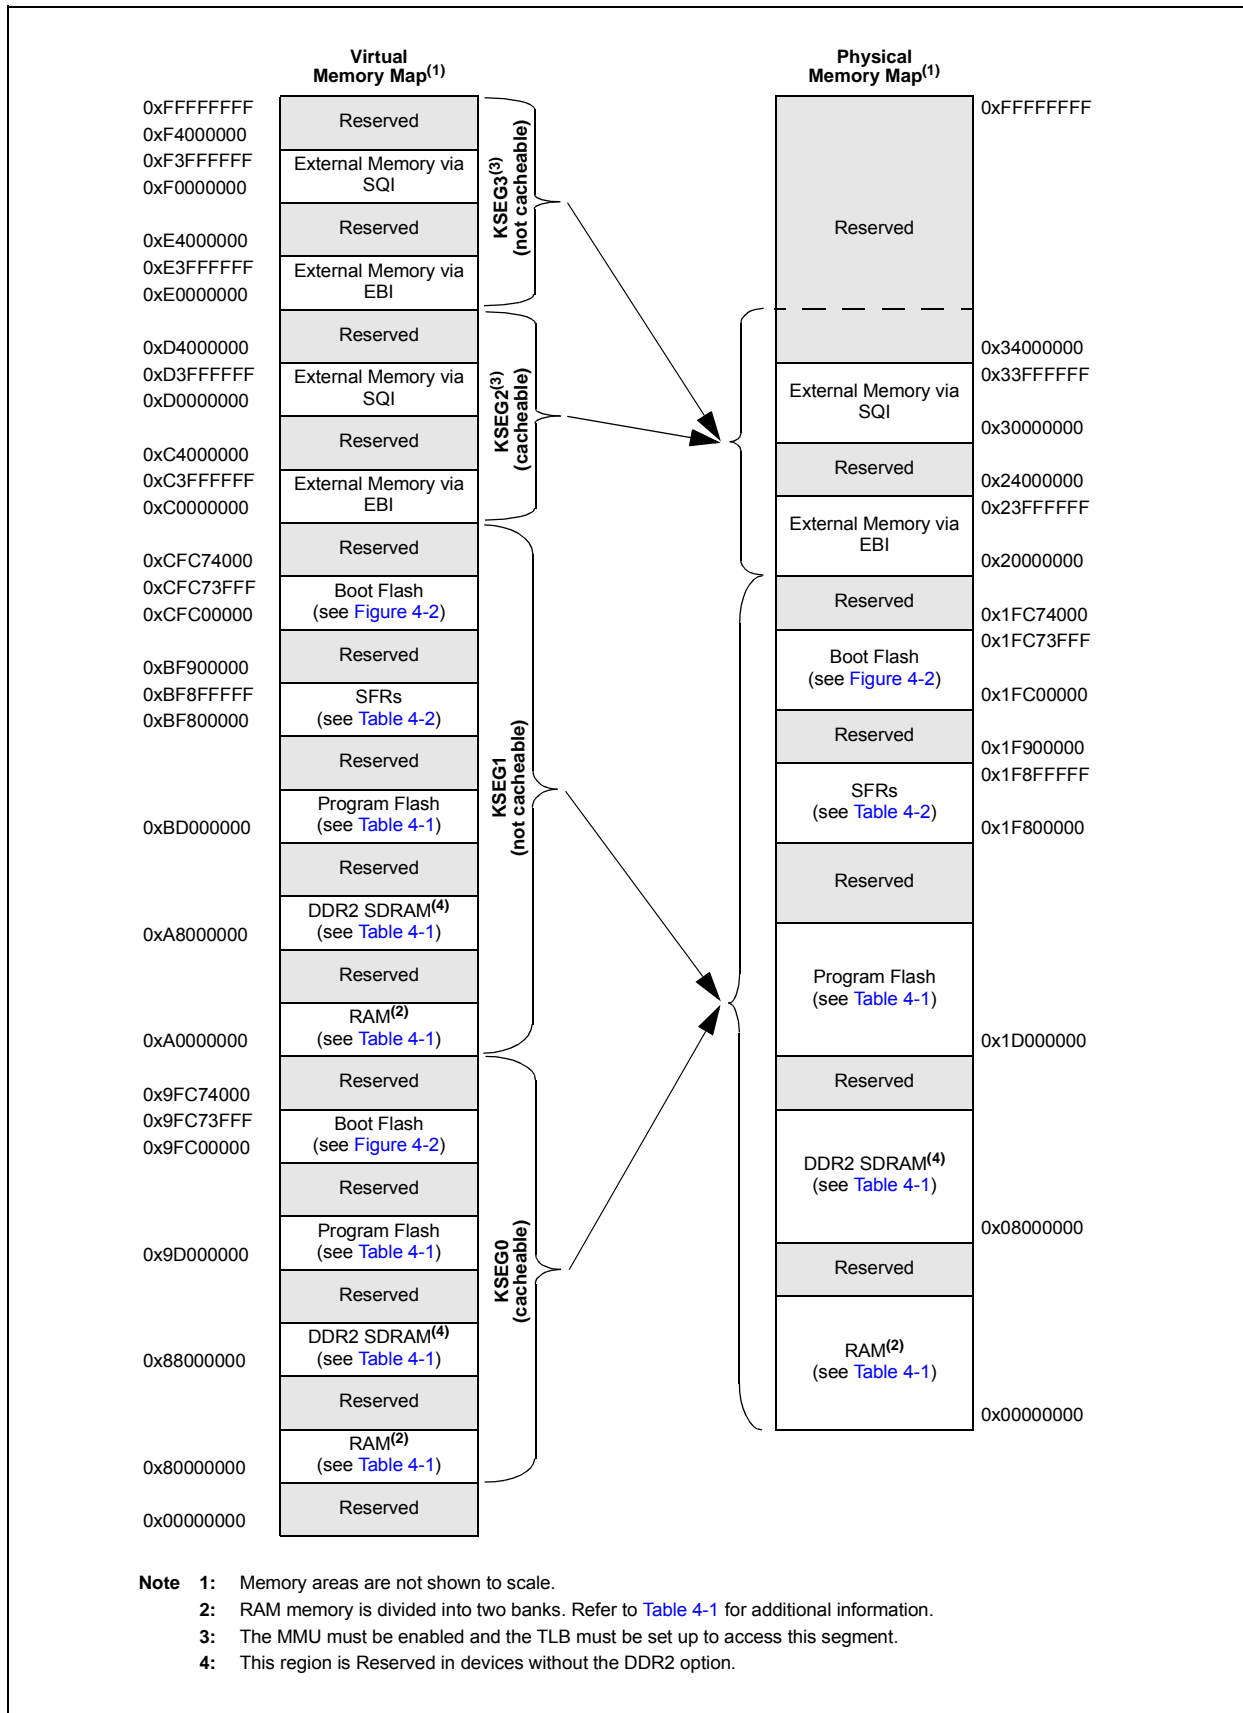 Virtual
Memory Map(1)
0xFFFFFFFF
Reserved
0xF4000000
0xF3FFFFFF
External Memory via
SQI
0xF0000000
Reserved
0xE4000000
0xE3FFFFFF
External Memory via
EBI
0xE0000000
KSEG3(3)
(not cacheable)
Reserved
0xD4000000
0xD3FFFFFF
External Memory via
SQI
0xD0000000
Reserved
0xC4000000
0xC3FFFFFF
External Memory via
EBI
0xC0000000
KSEG2(3)
(cacheable)
Reserved
0xCFC74000
0xCFC73FFF
Boot Flash
(see Figure 4-2)
0xCFC00000
Reserved
0xBF900000
0xBF8FFFFF
SFRs
(see Table 4-2)
0xBF800000
Reserved
Program Flash
(see Table 4-1)
0xBD000000
Reserved
DDR2 SDRAM(4)
(see Table 4-1)
0xA8000000
Reserved
RAM(2)
(see Table 4-1)
0xA0000000
KSEG1
(not cacheable)
Reserved
0x9FC74000
0x9FC73FFF
Boot Flash
(see Figure 4-2)
0x9FC00000
Reserved
Program Flash
(see Table 4-1)
0x9D000000
Reserved
DDR2 SDRAM(4)
(see Table 4-1)
0x88000000
Reserved
RAM(2)
(see Table 4-1)
0x80000000
KSEG0
(cacheable)
Reserved
0x00000000
Physical
Memory Map(1)
0xFFFFFFFF
Reserved
0x34000000
0x33FFFFFF
External Memory via
SQI
0x30000000
Reserved
0x24000000
0x23FFFFFF
External Memory via
EBI
0x20000000
Reserved
0x1FC74000
0x1FC73FFF
Boot Flash
(see Figure 4-2)
0x1FC00000
Reserved
0x1F900000
0x1F8FFFFF
SFRs
(see Table 4-2)
0x1F800000
Reserved
Program Flash
(see Table 4-1)
0x1D000000
Reserved
DDR2 SDRAM(4)
(see Table 4-1)
0x08000000
Reserved
RAM(2)
(see Table 4-1)
0x00000000
Note 1: Memory areas are not shown to scale.
2: RAM memory is divided into two banks. Refer to Table 4-1 for additional information.
3: The MMU must be enabled and the TLB must be set up to access this segment.
4: This region is Reserved in devices without the DDR2 option.